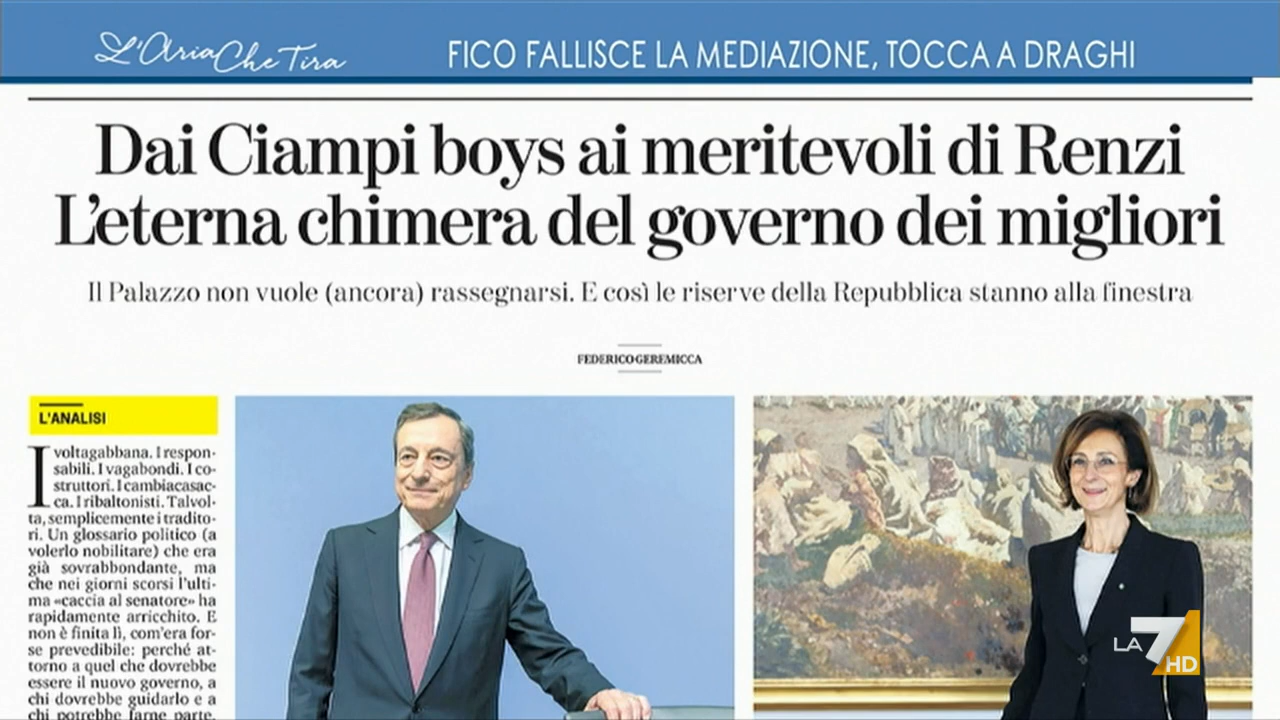 L'Aria Che Tira
FICO FALLISCE LA MEDIAZIONE, TOCCA A DRAGHI
Dai Ciampi boys ai meritevoli di Renzi
L'eterna chimera del governo dei migliori
Il Palazzo non vuole (ancora) rassegnarsi. E così le riserve della Repubblica stanno alla finestra
FEDERICO GEREMICCA
L'ANALISI
I voltagabbana. I respon-
sabili. I vagabondi. I co-
struttori. I cambiacasac-
ca. I ribaltonisti. Talvol-
ta, semplicemente i tradito-
ri. Un glossario politico (a
volerlo nobilitare) che era
già sovrabbondante, ma
che nei giorni scorsi l'ulti-
ma «caccia al senatore» ha
rapidamente arricchito. E
non è finita lì, com'era for-
se prevedibile: perché at-
torno a quel che dovrebbe
essere il nuovo governo, a
chi dovrebbe guidarlo e a
chi potrebbe farne parte,
LA 7 HD